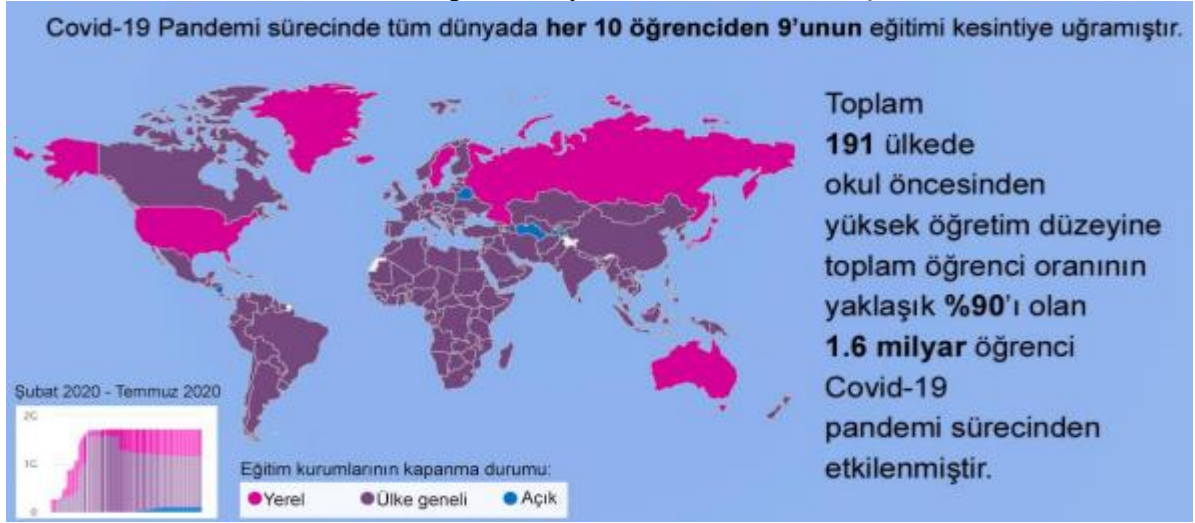 Covid-19 Pandemi sürecinde tüm dünyada her 10 öğrenciden 9’unun eğitimi kesintiye uğramıştır.
Toplam
191 ülkede
okul öncesinden
yüksek öğretim düzeyine
toplam öğrenci oranının
yaklaşık %90’ı olan
1.6 milyar öğrenci
Covid-19
pandemi sürecinden
etkilenmiştir.
Şubat 2020 - Temmuz 2020
0
Eğitim kurumlarının kapanma durumu:
Yerel Ülke geneli Açık